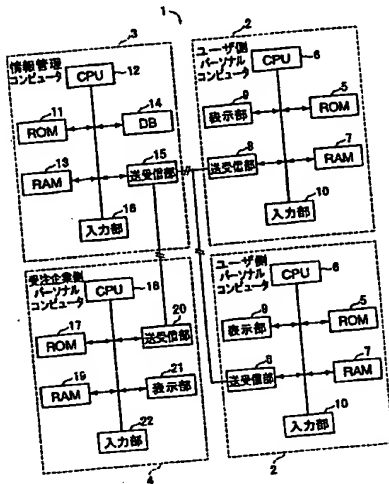 1
3
情報管理
コンピュータ
CPU
12
11
ROM
14
DB
13
RAM
15
送受信部
16
入力部
2
ユーザ側
パーソナル
コンピュータ
CPU
6
9
表示部
5
ROM
8
送受信部
7
RAM
10
入力部
受注企業側
パーソナル
コンピュータ
CPU
18
17
ROM
20
送受信部
19
RAM
21
表示部
22
入力部
4
ユーザ側
パーソナル
コンピュータ
CPU
6
9
表示部
5
ROM
8
送受信部
7
RAM
10
入力部
2